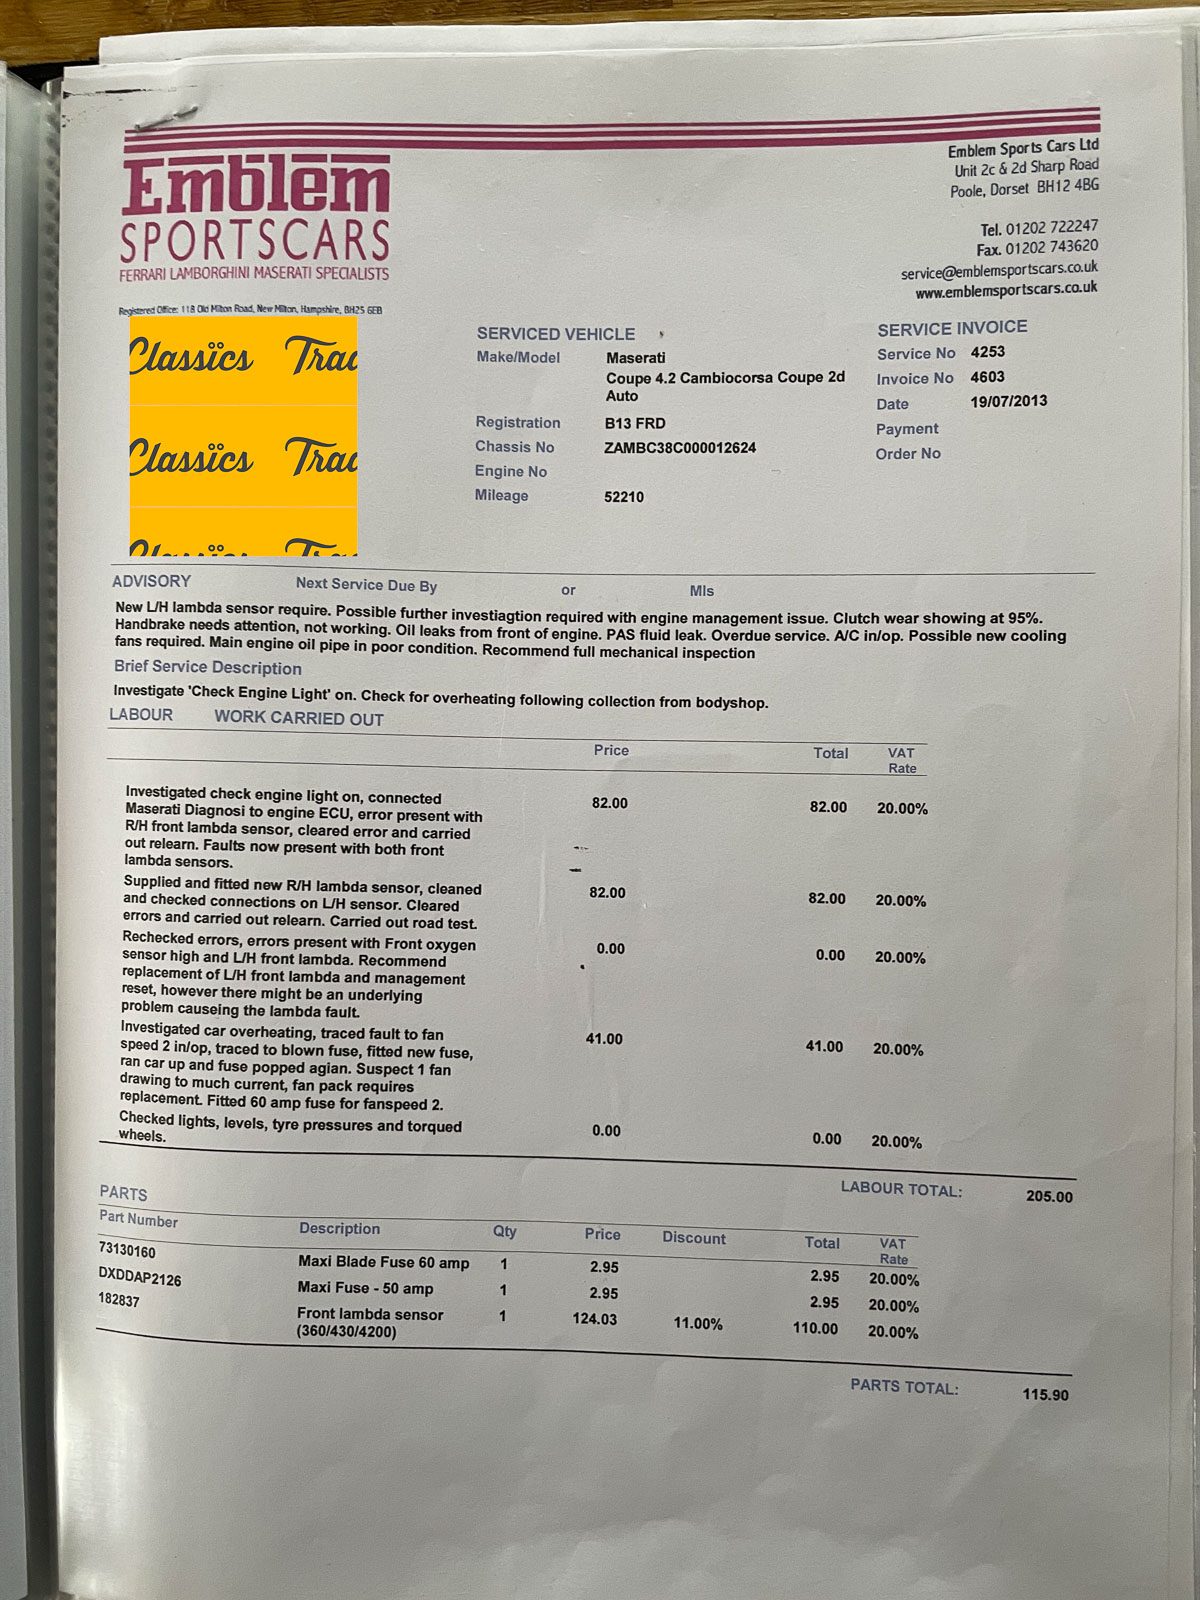 Emblem
SPORTSCARS
FERRARI LAMBORGHINI MASERATI SPECIALISTS
Registered Office: 118 Old Milton Road, New Milton, Hampshire, BH25 6EB
Emblem Sports Cars Ltd
Unit 2c & 2d Sharp Road
Poole, Dorset BH12 4BG
Tel. 01202 722247
Fax. 01202 743620
service@emblemsportscars.co.uk
www.emblemsportscars.co.uk
Classics Trad
Classics Trad
Classics Trad
SERVICED VEHICLE
Make/Model Maserati
Coupe 4.2 Cambiocorsa Coupe 2d
Auto
Registration B13 FRD
Chassis No ZAMBC38C000012624
Engine No
Mileage 52210
SERVICE INVOICE
Service No 4253
Invoice No 4603
Date 19/07/2013
Payment
Order No
ADVISORY Next Service Due By or Mls
New L/H lambda sensor require. Possible further investiagtion required with engine management issue. Clutch wear showing at 95%.
Handbrake needs attention, not working. Oil leaks from front of engine. PAS fluid leak. Overdue service. A/C in/op. Possible new cooling
fans required. Main engine oil pipe in poor condition. Recommend full mechanical inspection
Brief Service Description
Investigate 'Check Engine Light' on. Check for overheating following collection from bodyshop.
LABOUR WORK CARRIED OUT
Price Total VAT
Rate
Investigated check engine light on, connected 82.00 82.00 20.00%
Maserati Diagnosi to engine ECU, error present with
R/H front lambda sensor, cleared error and carried
out relearn. Faults now present with both front
lambda sensors.
Supplied and fitted new R/H lambda sensor, cleaned 82.00 82.00 20.00%
and checked connections on L/H sensor. Cleared
errors and carried out relearn. Carried out road test.
Rechecked errors, errors present with Front oxygen 0.00 0.00 20.00%
sensor high and L/H front lambda. Recommend
replacement of L/H front lambda and management
reset, however there might be an underlying
problem causeing the lambda fault.
Investigated car overheating, traced fault to fan 41.00 41.00 20.00%
speed 2 in/op, traced to blown fuse, fitted new fuse,
ran car up and fuse popped agian. Suspect 1 fan
drawing to much current, fan pack requires
replacement. Fitted 60 amp fuse for fanspeed 2.
Checked lights, levels, tyre pressures and torqued 0.00 0.00 20.00%
wheels.
LABOUR TOTAL: 205.00
PARTS
Part Number Description Qty Price Discount Total VAT
Rate
73130160 Maxi Blade Fuse 60 amp 1 2.95 2.95 20.00%
DXDDAP2126 Maxi Fuse - 50 amp 1 2.95 2.95 20.00%
182837 Front lambda sensor 1 124.03 11.00% 110.00 20.00%
(360/430/4200)
PARTS TOTAL: 115.90